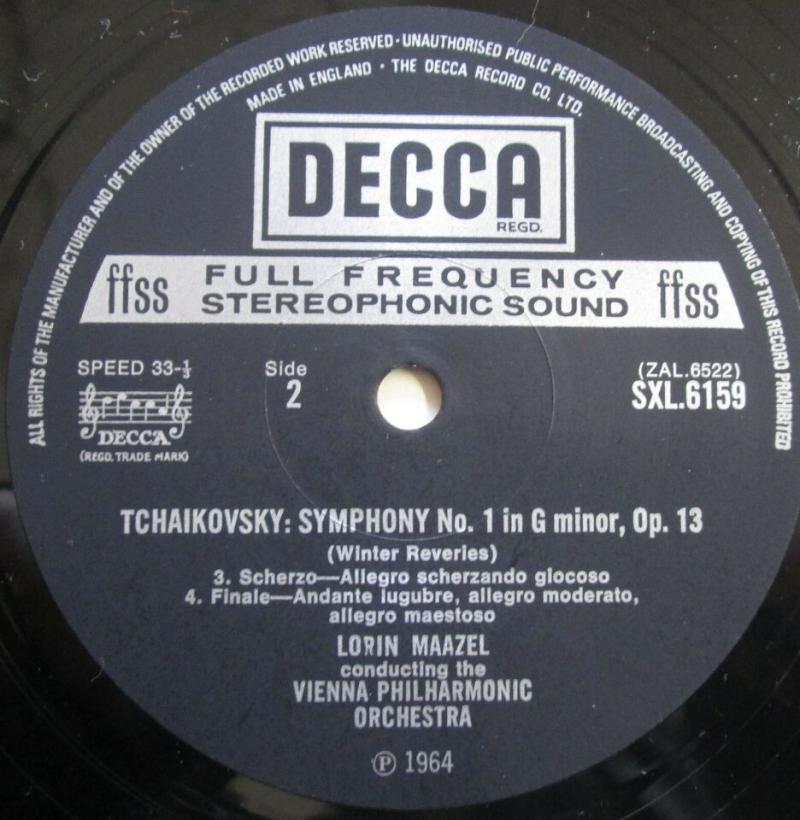 ALL RIGHTS OF THE MANUFACTURER AND OF THE OWNER OF THE RECORDED WORK RESERVED · UNAUTHORISED PUBLIC PERFORMANCE BROADCASTING AND COPYING OF THIS RECORD PROHIBITED
MADE IN ENGLAND · THE DECCA RECORD CO. LTD.
DECCA
REGD.
ffss FULL FREQUENCY STEREOPHONIC SOUND ffss
SPEED 33-⅓
Side
2
(ZAL.6522)
SXL.6159
DECCA
(REGD. TRADE MARK)
TCHAIKOVSKY: SYMPHONY No. 1 in G minor, Op. 13
(Winter Reveries)
3. Scherzo—Allegro scherzando giocoso
4. Finale—Andante lugubre, allegro moderato,
allegro maestoso
LORIN MAAZEL
conducting the
VIENNA PHILHARMONIC
ORCHESTRA
℗ 1964